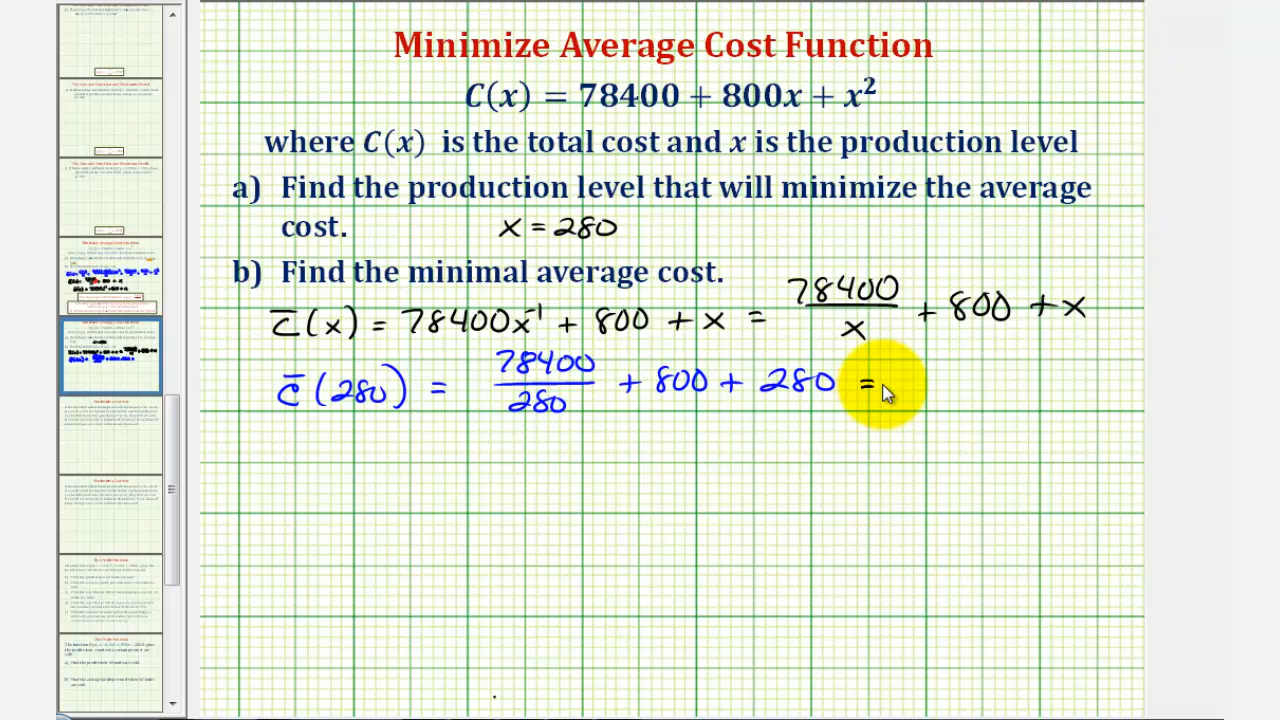 Minimize Average Cost Function
C(x) = 78400 + 800x + x²
where C(x) is the total cost and x is the production level
a) Find the production level that will minimize the average
cost. x = 280
b) Find the minimal average cost.
C̄(x) = 78400x⁻¹ + 800 + x = 78400/x + 800 + x
C̄(280) = 78400/280 + 800 + 280 =